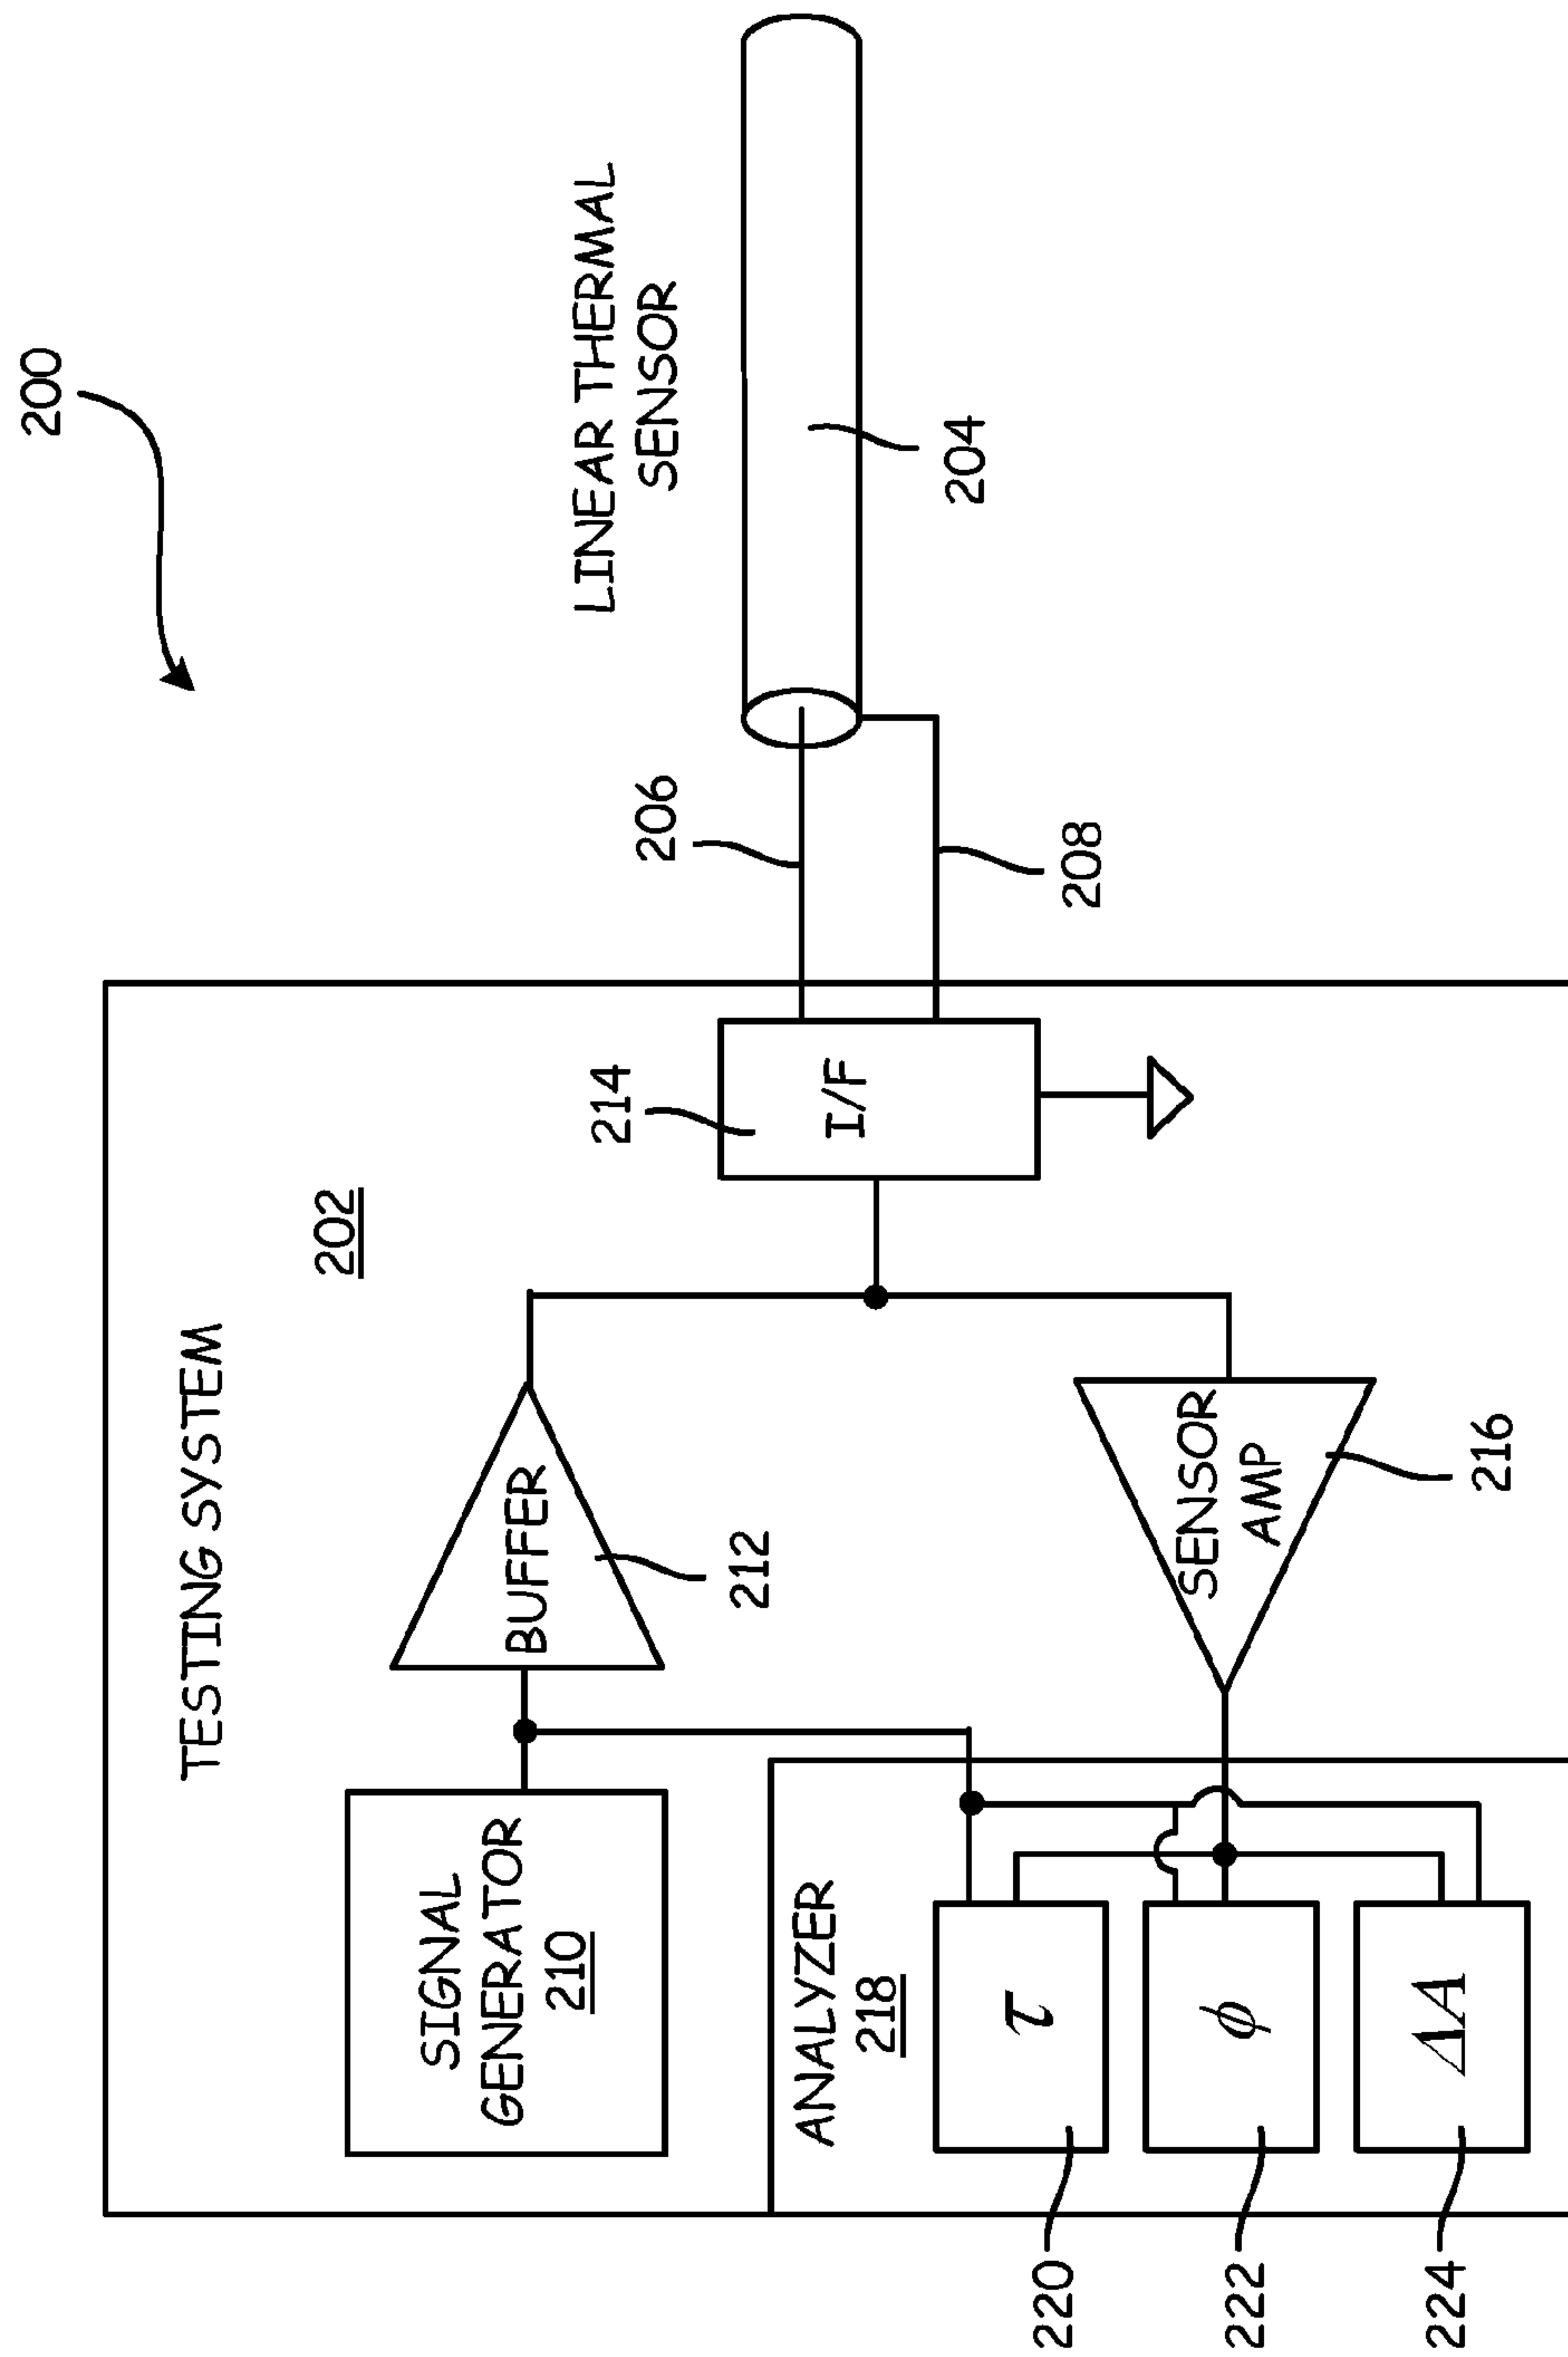 200
TESTING SYSTEM
202
SIGNAL
GENERATOR
210
BUFFER
212
214
I/F
206
208
LINEAR THERMAL
SENSOR
204
ANALYZER
218
SENSOR
AMP
216
τ
ϕ
ΔA
220
222
224